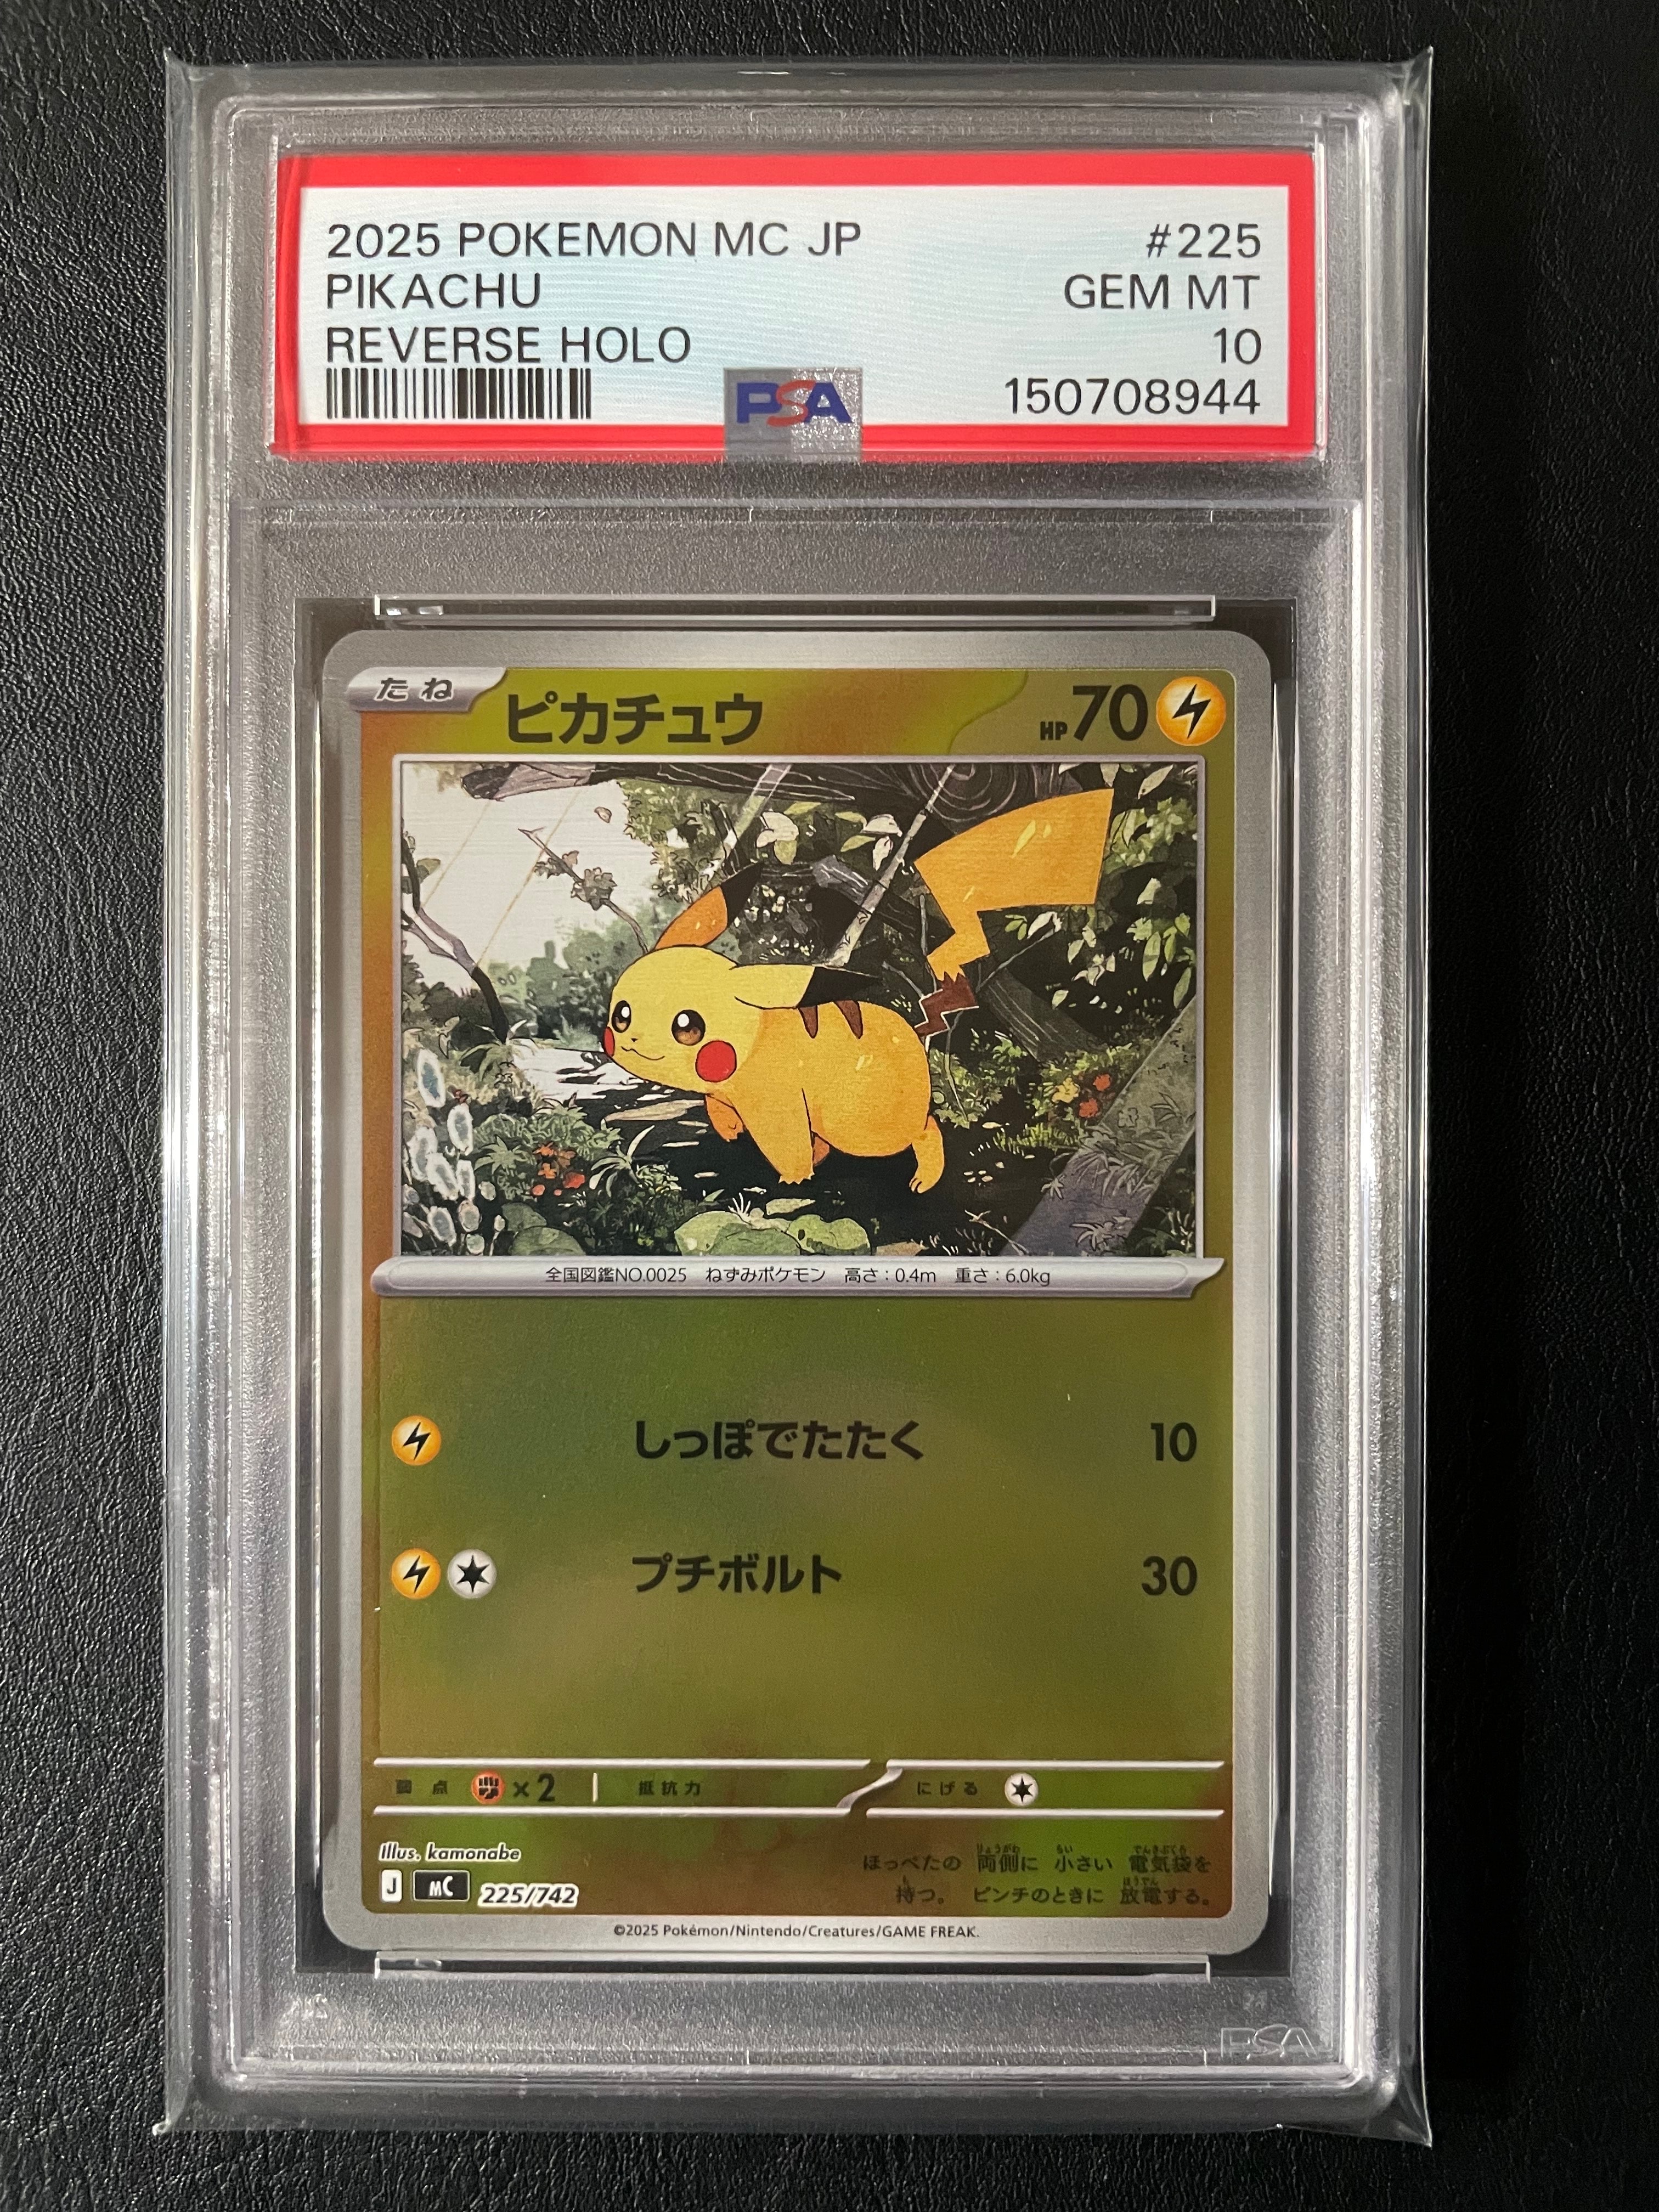 2025 POKEMON MC JP #225
PIKACHU GEM MT
REVERSE HOLO 10
PSA 150708944
たね ピカチュウ HP70
全国図鑑NO.0025 ねずみポケモン 高さ:0.4m 重さ:6.0kg
しっぽでたたく 10
プチボルト 30
弱点 ×2 抵抗力 にげる
Illus. kamonabe
J MC 225/742
ほっぺたの 両側に 小さい 電気袋を
持つ。 ピンチのときに 放電する。
©2025 Pokémon/Nintendo/Creatures/GAME FREAK.
PSA